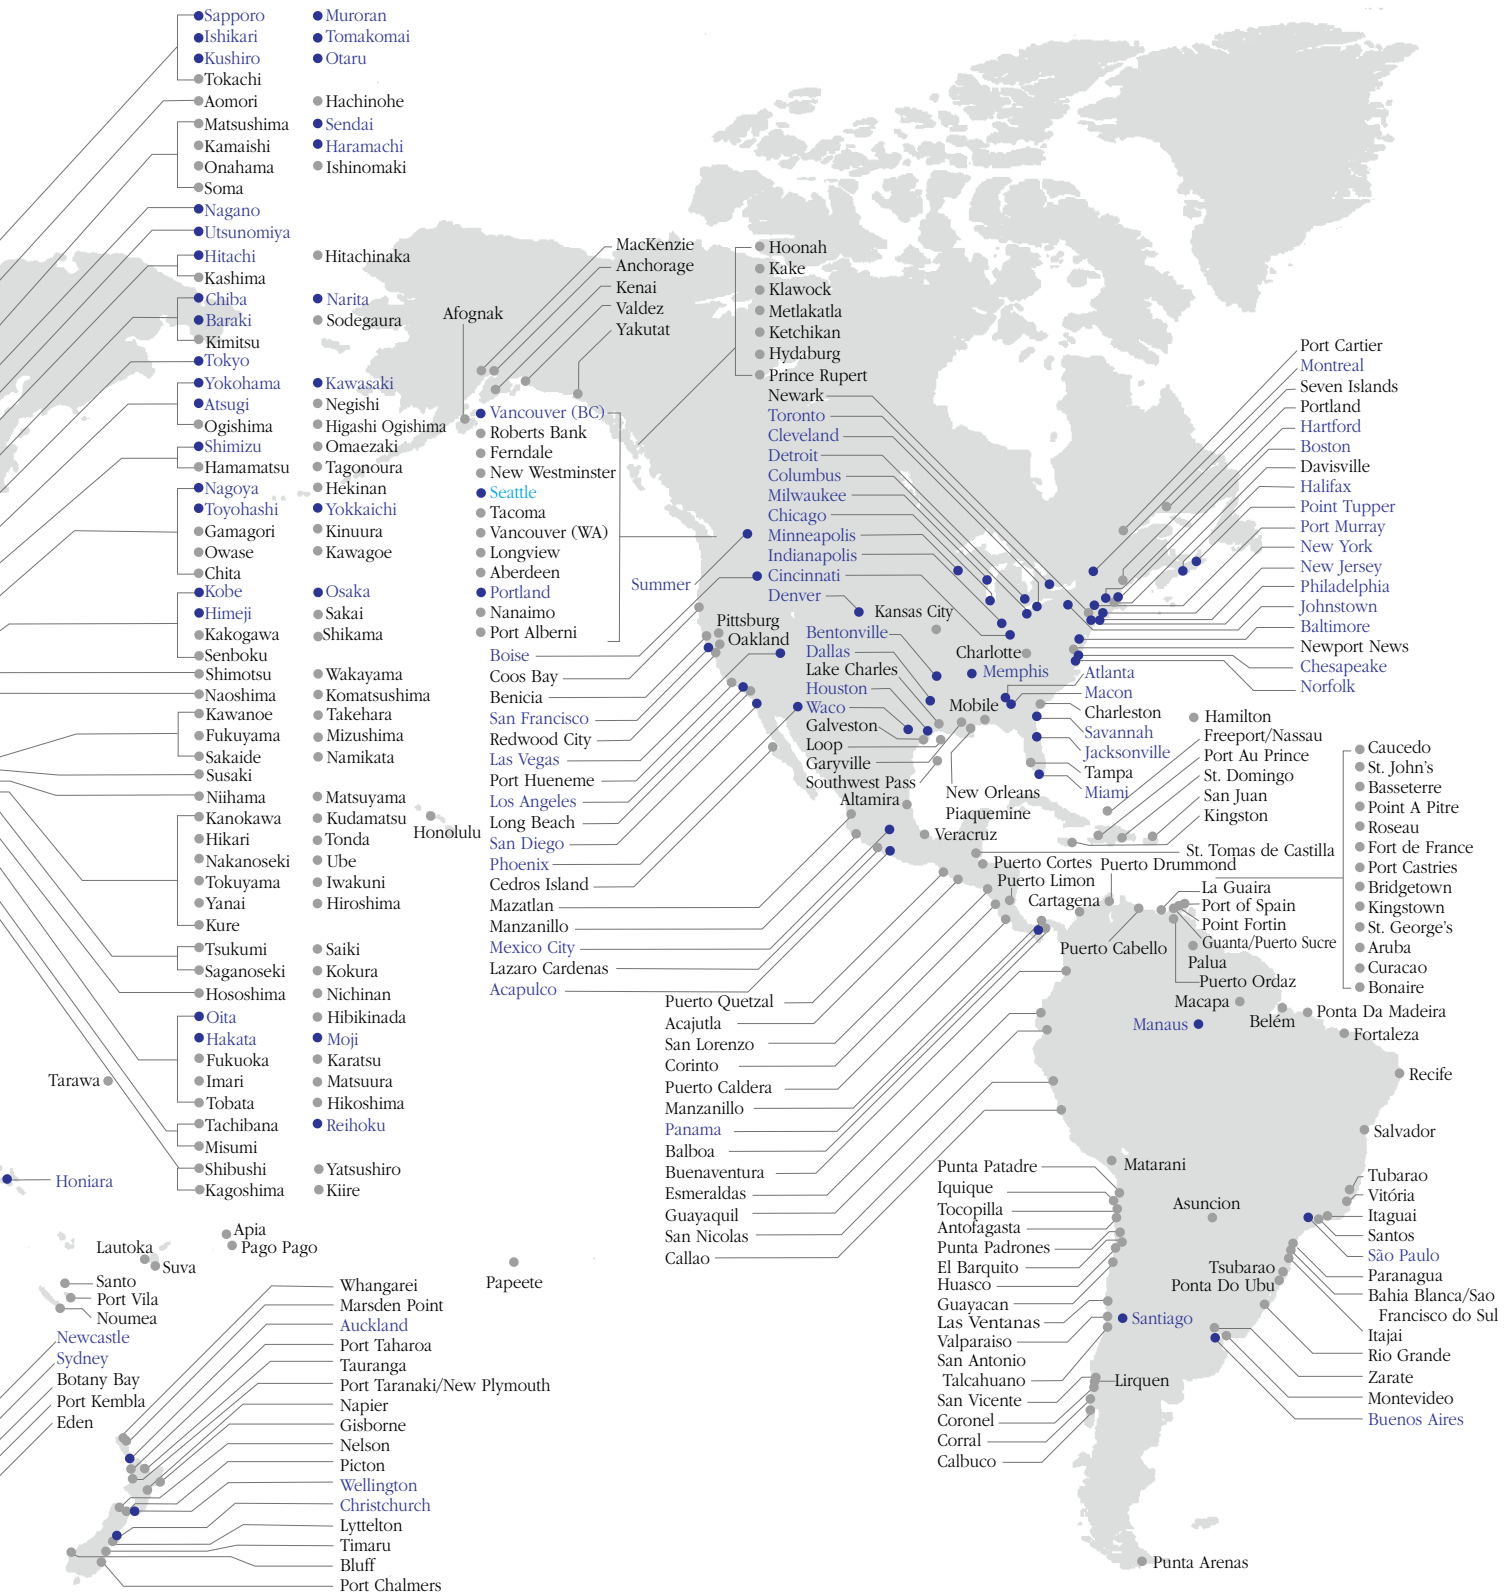 Sapporo
Muroran
Ishikari
Tomakomai
Kushiro
Otaru
Tokachi
Aomori
Hachinohe
Matsushima
Sendai
Kamaishi
Haramachi
Onahama
Ishinomaki
Soma
Nagano
Utsunomiya
Hitachi
Hitachinaka
Kashima
Chiba
Narita
Baraki
Sodegaura
Kimitsu
Tokyo
Yokohama
Kawasaki
Atsugi
Negishi
Ogishima
Higashi Ogishima
Shimizu
Omaezaki
Hamamatsu
Tagonoura
Nagoya
Hekinan
Toyohashi
Yokkaichi
Gamagori
Kinuura
Owase
Kawagoe
Chita
Kobe
Osaka
Himeji
Sakai
Kakogawa
Shikama
Senboku
Shimotsu
Wakayama
Naoshima
Komatsushima
Kawanoe
Takehara
Fukuyama
Mizushima
Sakaide
Namikata
Susaki
Niihama
Matsuyama
Kanokawa
Kudamatsu
Hikari
Tonda
Nakanoseki
Ube
Tokuyama
Iwakuni
Yanai
Hiroshima
Kure
Tsukumi
Saiki
Saganoseki
Kokura
Hososhima
Nichinan
Oita
Hibikinada
Hakata
Moji
Fukuoka
Karatsu
Imari
Matsuura
Tobata
Hikoshima
Tachibana
Reihoku
Misumi
Shibushi
Yatsushiro
Kagoshima
Kiire
Tarawa
Honiara
Apia
Pago Pago
Lautoka
Suva
Santo
Port Vila
Noumea
Newcastle
Sydney
Botany Bay
Port Kembla
Eden
Papeete
Honolulu
Whangarei
Marsden Point
Auckland
Port Taharoa
Tauranga
Port Taranaki/New Plymouth
Napier
Gisborne
Nelson
Picton
Wellington
Christchurch
Lyttelton
Timaru
Bluff
Port Chalmers
Afognak
MacKenzie
Anchorage
Kenai
Valdez
Yakutat
Hoonah
Kake
Klawock
Metlakatla
Ketchikan
Hydaburg
Prince Rupert
Vancouver (BC)
Roberts Bank
Ferndale
New Westminster
Seattle
Tacoma
Vancouver (WA)
Longview
Aberdeen
Portland
Nanaimo
Port Alberni
Summer
Boise
Coos Bay
Benicia
San Francisco
Redwood City
Las Vegas
Port Hueneme
Los Angeles
Long Beach
San Diego
Phoenix
Cedros Island
Mazatlan
Manzanillo
Mexico City
Lazaro Cardenas
Acapulco
Pittsburg
Oakland
Newark
Toronto
Cleveland
Detroit
Columbus
Milwaukee
Chicago
Minneapolis
Indianapolis
Cincinnati
Denver
Kansas City
Bentonville
Dallas
Lake Charles
Houston
Waco
Galveston
Loop
Garyville
Southwest Pass
Altamira
Charlotte
Memphis
Mobile
New Orleans
Piaquemine
Veracruz
Port Cartier
Montreal
Seven Islands
Portland
Hartford
Boston
Davisville
Halifax
Point Tupper
Port Murray
New York
New Jersey
Philadelphia
Johnstown
Baltimore
Newport News
Chesapeake
Norfolk
Atlanta
Macon
Charleston
Savannah
Jacksonville
Tampa
Miami
Hamilton
Freeport/Nassau
Port Au Prince
St. Domingo
San Juan
Kingston
St. Tomas de Castilla
Puerto Cortes
Puerto Drummond
Puerto Limon
Cartagena
Puerto Cabello
La Guaira
Port of Spain
Point Fortin
Guanta/Puerto Sucre
Palua
Puerto Ordaz
Caucedo
St. John's
Basseterre
Point A Pitre
Roseau
Fort de France
Port Castries
Bridgetown
Kingstown
St. George's
Aruba
Curacao
Bonaire
Puerto Quetzal
Acajutla
San Lorenzo
Corinto
Puerto Caldera
Manzanillo
Panama
Balboa
Buenaventura
Esmeraldas
Guayaquil
San Nicolas
Callao
Macapa
Manaus
Belém
Ponta Da Madeira
Fortaleza
Recife
Salvador
Matarani
Asuncion
Punta Patadre
Iquique
Tocopilla
Antofagasta
Punta Padrones
El Barquito
Huasco
Guayacan
Las Ventanas
Valparaiso
San Antonio
Talcahuano
San Vicente
Coronel
Corral
Calbuco
Santiago
Lirquen
Tubarao
Vitória
Itaguai
Santos
São Paulo
Paranagua
Bahia Blanca/Sao
Francisco do Sul
Itajai
Rio Grande
Zarate
Montevideo
Buenos Aires
Tsubarao
Ponta Do Ubu
Punta Arenas